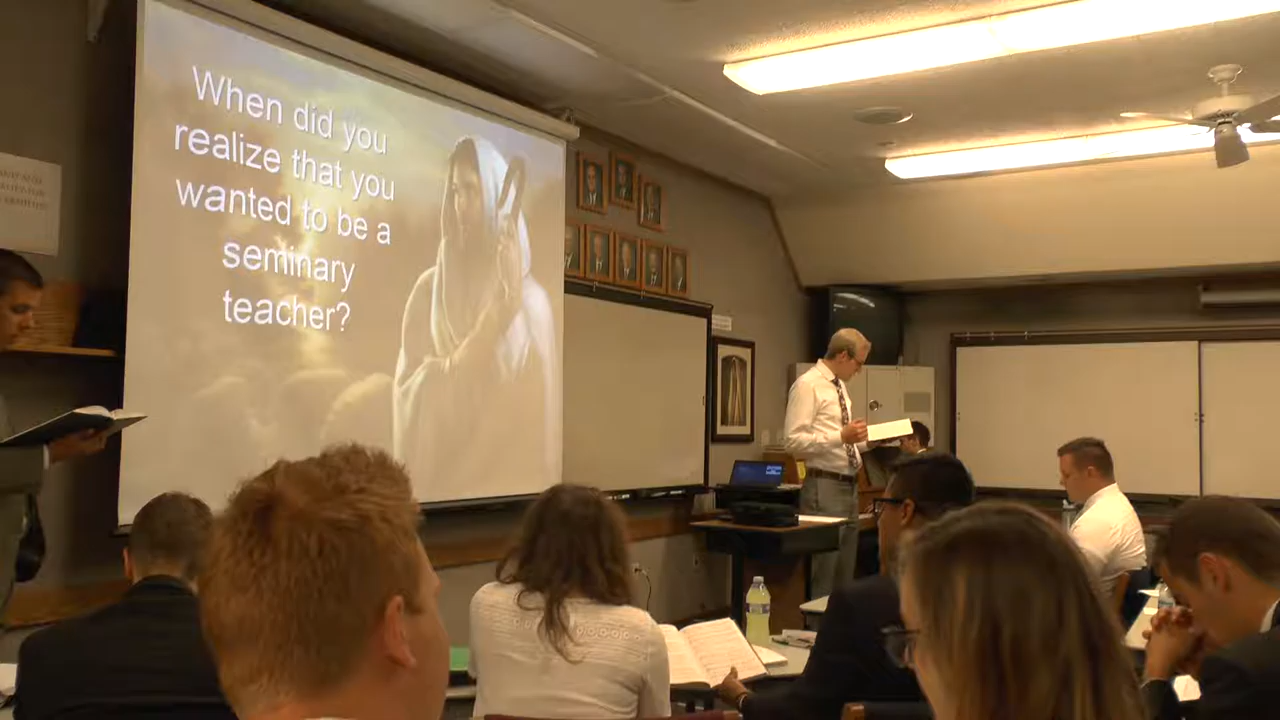 When did you
realize that you
wanted to be a
seminary
teacher?